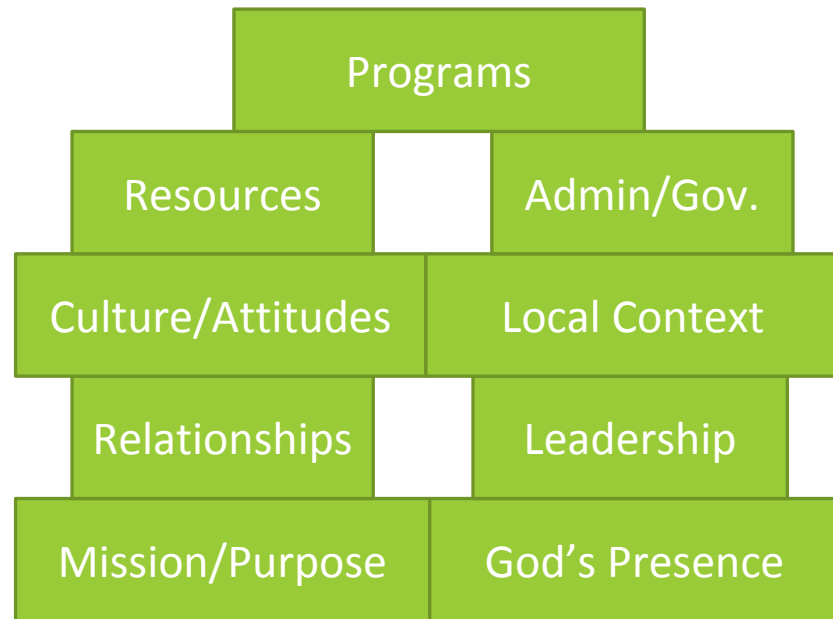 Programs
Resources
Admin/Gov.
Culture/Attitudes
Local Context
Relationships
Leadership
Mission/Purpose
God’s Presence